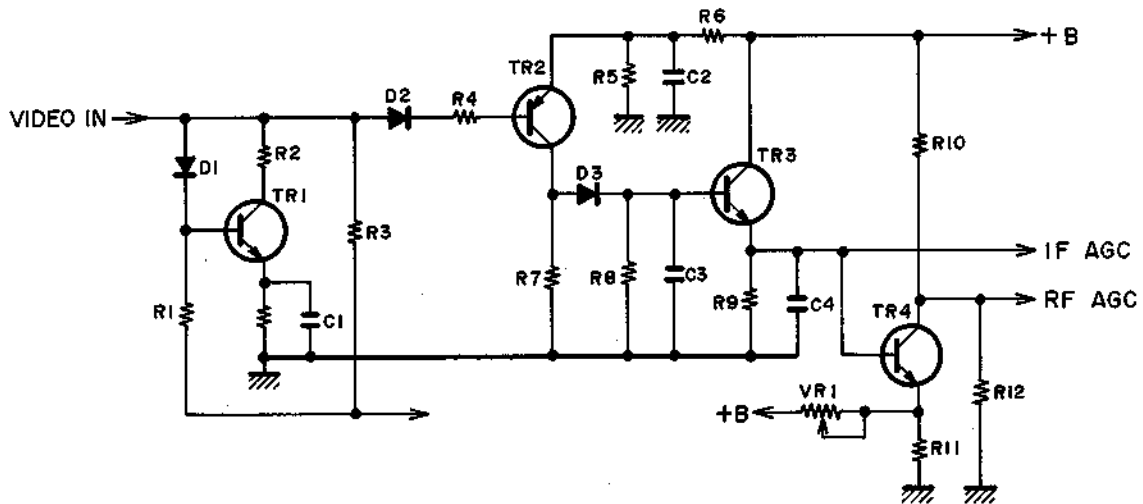 R6
+B
TR2
R5
C2
D2
R4
VIDEO IN
R2
D1
TR1
R3
D3
TR3
R10
IF AGC
R1
C1
R7
R8
C3
R9
C4
RF AGC
TR4
VR1
+B
R12
R11